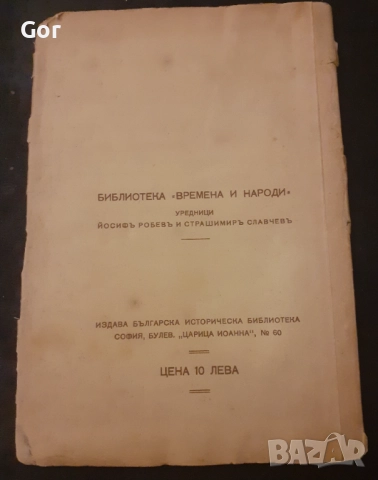 Gor
БИБЛИОТЕКА «ВРЕМЕНА И НАРОДИ»
УРЕДНИЦИ
ЙОСИФЪ РОБЕВЪ И СТРАШИМИРЪ СЛАВЧЕВЪ
ИЗДАВА БЪЛГАРСКА ИСТОРИЧЕСКА БИБЛИОТЕКА
СОФИЯ, БУЛЕВ. „ЦАРИЦА ИОАННА", № 60
ЦЕНА 10 ЛЕВА
BAZAR